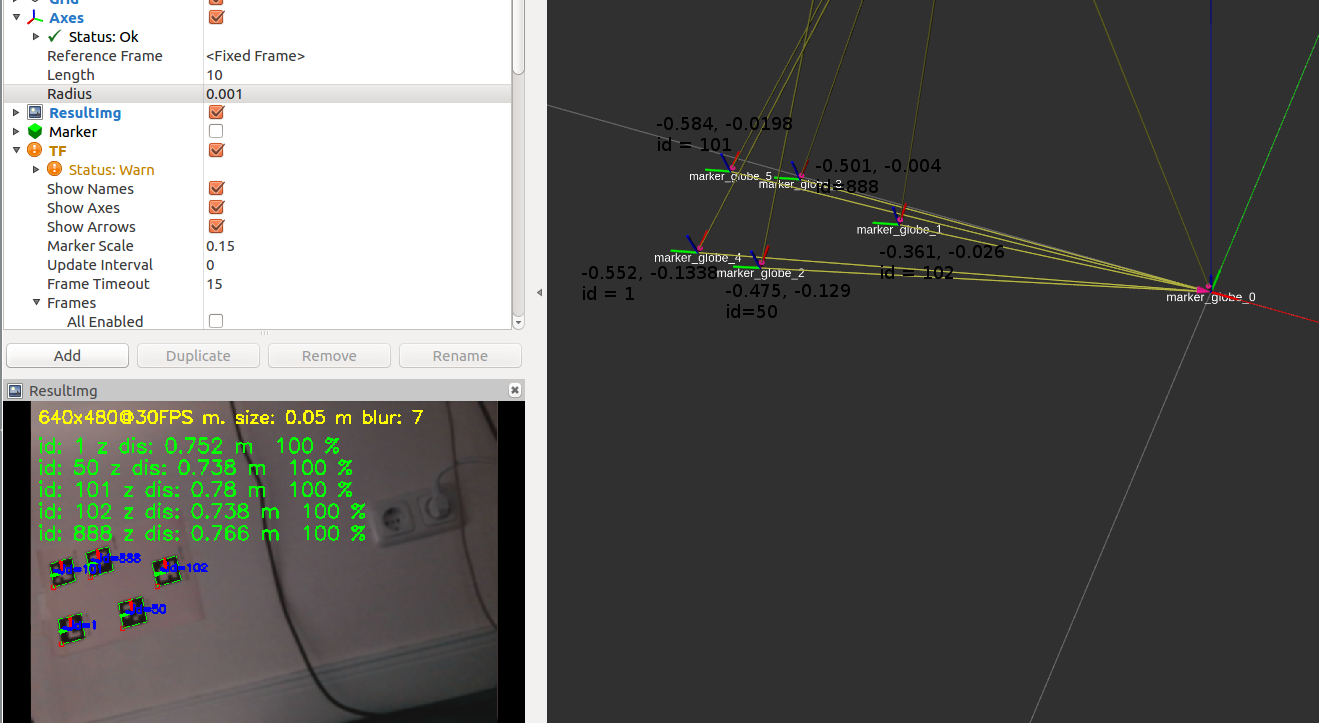 Grid
Axes
Status: Ok
Reference Frame <Fixed Frame>
Length 10
Radius 0.001
ResultImg
Marker
TF
Status: Warn
Show Names
Show Axes
Show Arrows
Marker Scale 0.15
Update Interval 0
Frame Timeout 15
Frames
All Enabled
Add Duplicate Remove Rename
ResultImg
640x480@30FPS m. size: 0.05 m blur: 7
id: 1 z dis: 0.752 m 100 %
id: 50 z dis: 0.738 m 100 %
id: 101 z dis: 0.78 m 100 %
id: 102 z dis: 0.738 m 100 %
id: 888 z dis: 0.766 m 100 %
id=888
id=102
id=50
id=1
-0.584, -0.0198
id = 101
marker_globe_5
-0.501, -0.004
id=888
marker_globe_3
marker_globe_1
-0.361, -0.026
id = 102
marker_globe_4
-0.552, -0.1338
id = 1
marker_globe_2
-0.475, -0.129
id=50
marker_globe_0